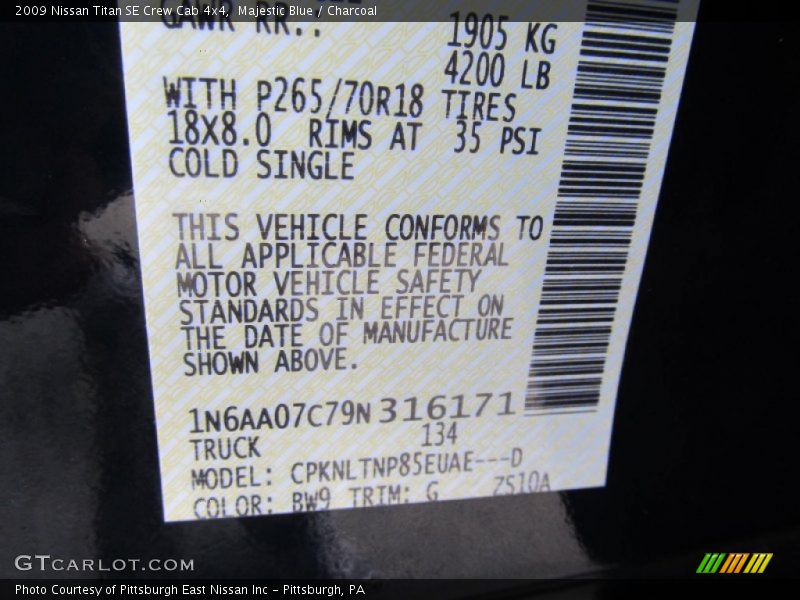 2009 Nissan Titan SE Crew Cab 4x4, Majestic Blue / Charcoal
GAWR RR.:
1905 KG
4200 LB
WITH P265/70R18 TIRES
18X8.0 RIMS AT 35 PSI
COLD SINGLE
THIS VEHICLE CONFORMS TO
ALL APPLICABLE FEDERAL
MOTOR VEHICLE SAFETY
STANDARDS IN EFFECT ON
THE DATE OF MANUFACTURE
SHOWN ABOVE.
1N6AA07C79N316171
TRUCK 134
MODEL: CPKNLTNP85EUAE---D
COLOR: BW9 TRIM: G ZS10A
GTCARLOT.COM
Photo Courtesy of Pittsburgh East Nissan Inc - Pittsburgh, PA